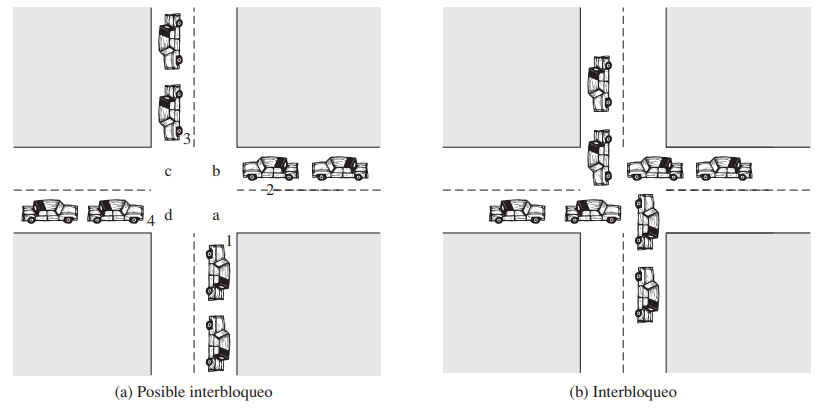 3
c b
2
4 d a
1
(a) Posible interbloqueo
(b) Interbloqueo